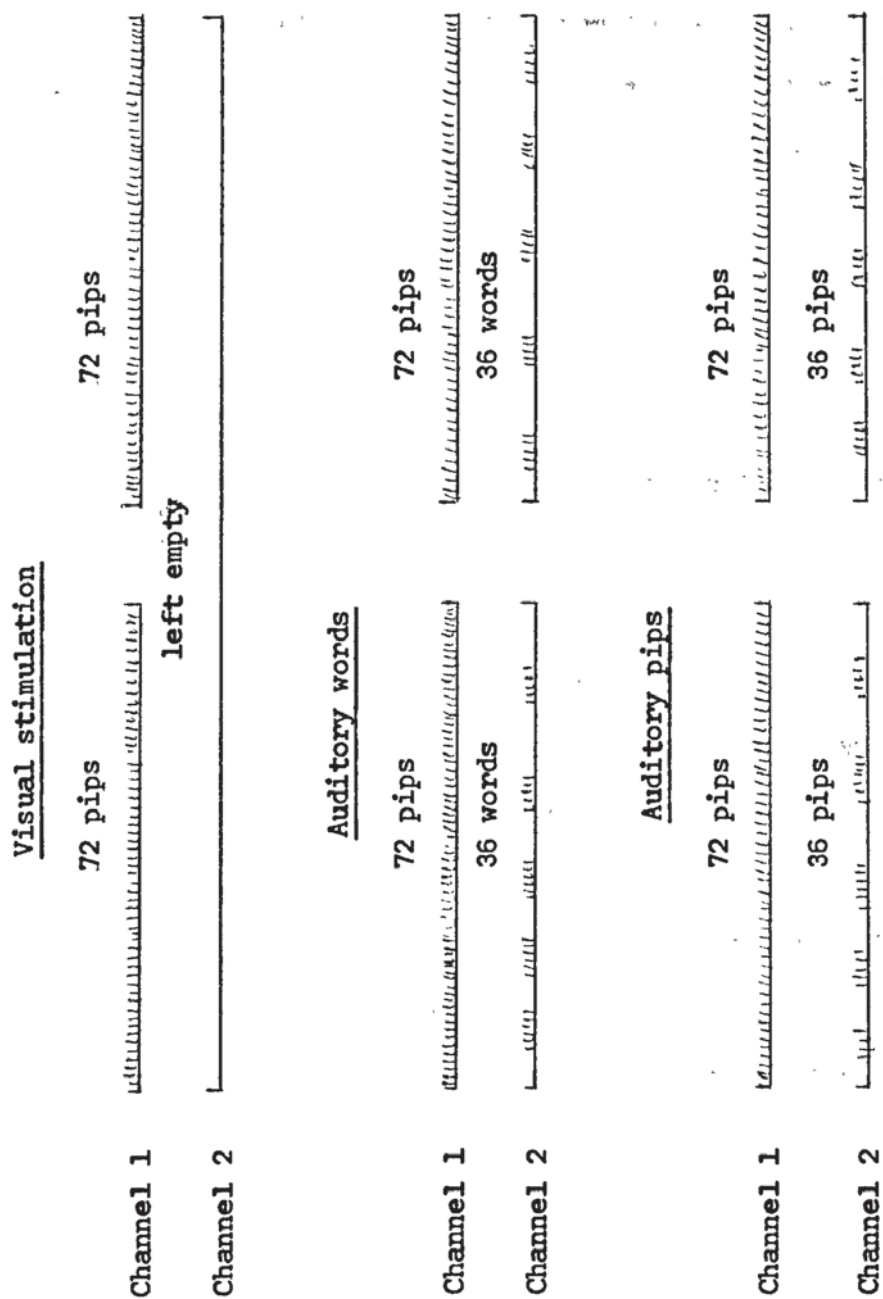 Visual stimulation
72 pips 72 pips
Channel 1
left empty
Channel 2
Auditory words
72 pips 72 pips
Channel 1
36 words 36 words
Channel 2
Auditory pips
72 pips 72 pips
Channel 1
36 pips 36 pips
Channel 2